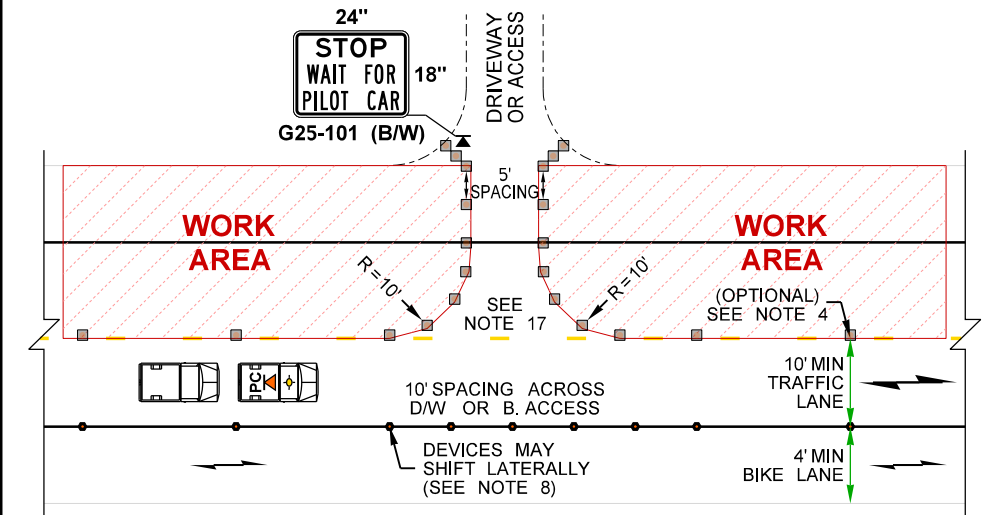 24"
STOP
WAIT FOR
PILOT CAR
18"
G25-101 (B/W)
DRIVEWAY
OR ACCESS
5'
SPACING
WORK
AREA
WORK
AREA
R=10'
R=10'
SEE
NOTE 17
(OPTIONAL)
SEE NOTE 4
PC
10' SPACING ACROSS
D/W OR B. ACCESS
10' MIN
TRAFFIC
LANE
DEVICES MAY
SHIFT LATERALLY
(SEE NOTE 8)
4' MIN
BIKE LANE